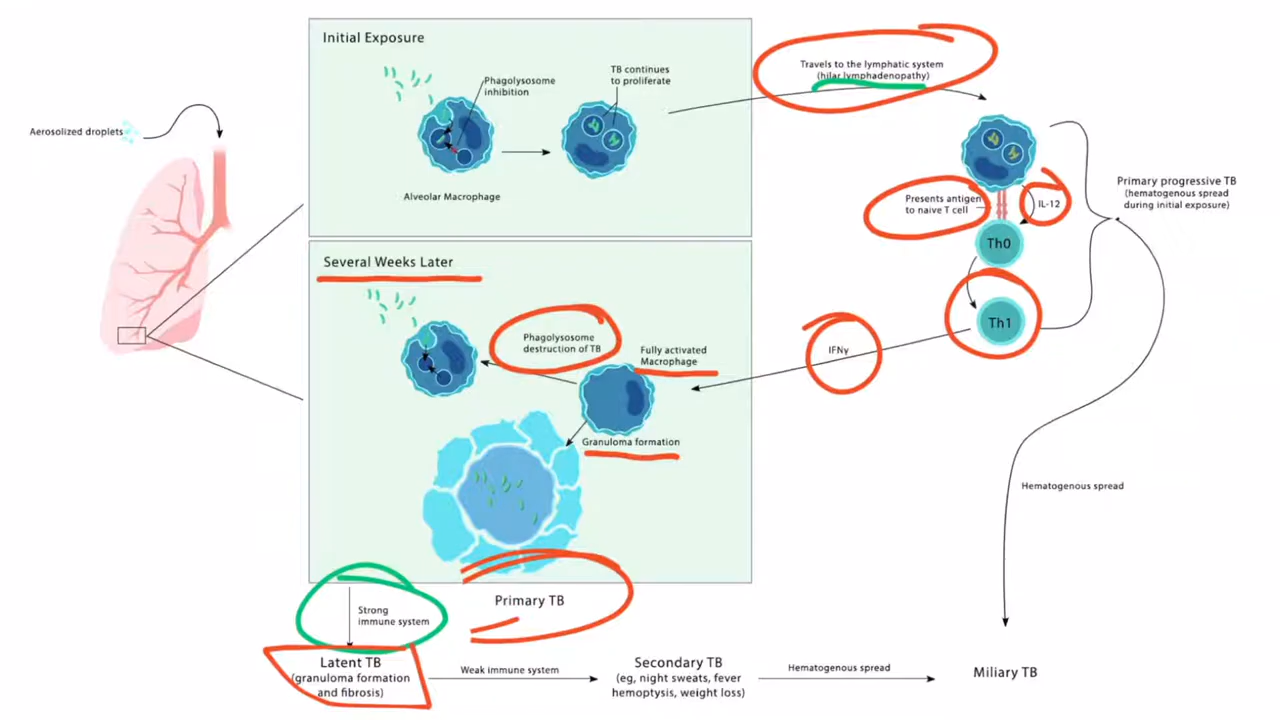 Initial Exposure
Phagolysosome
inhibition
TB continues
to proliferate
Alveolar Macrophage
Aerosolized droplets
Travels to the lymphatic system
(hilar lymphadenopathy)
Presents antigen
to naive T cell
IL-12
Th0
Th1
Primary progressive TB
(hematogenous spread
during initial exposure)
Several Weeks Later
Phagolysosome
destruction of TB
Fully activated
Macrophage
IFNγ
Granuloma formation
Hematogenous spread
Primary TB
Strong
immune system
Latent TB
(granuloma formation
and fibrosis)
Weak immune system
Secondary TB
(eg, night sweats, fever
hemoptysis, weight loss)
Hematogenous spread
Miliary TB